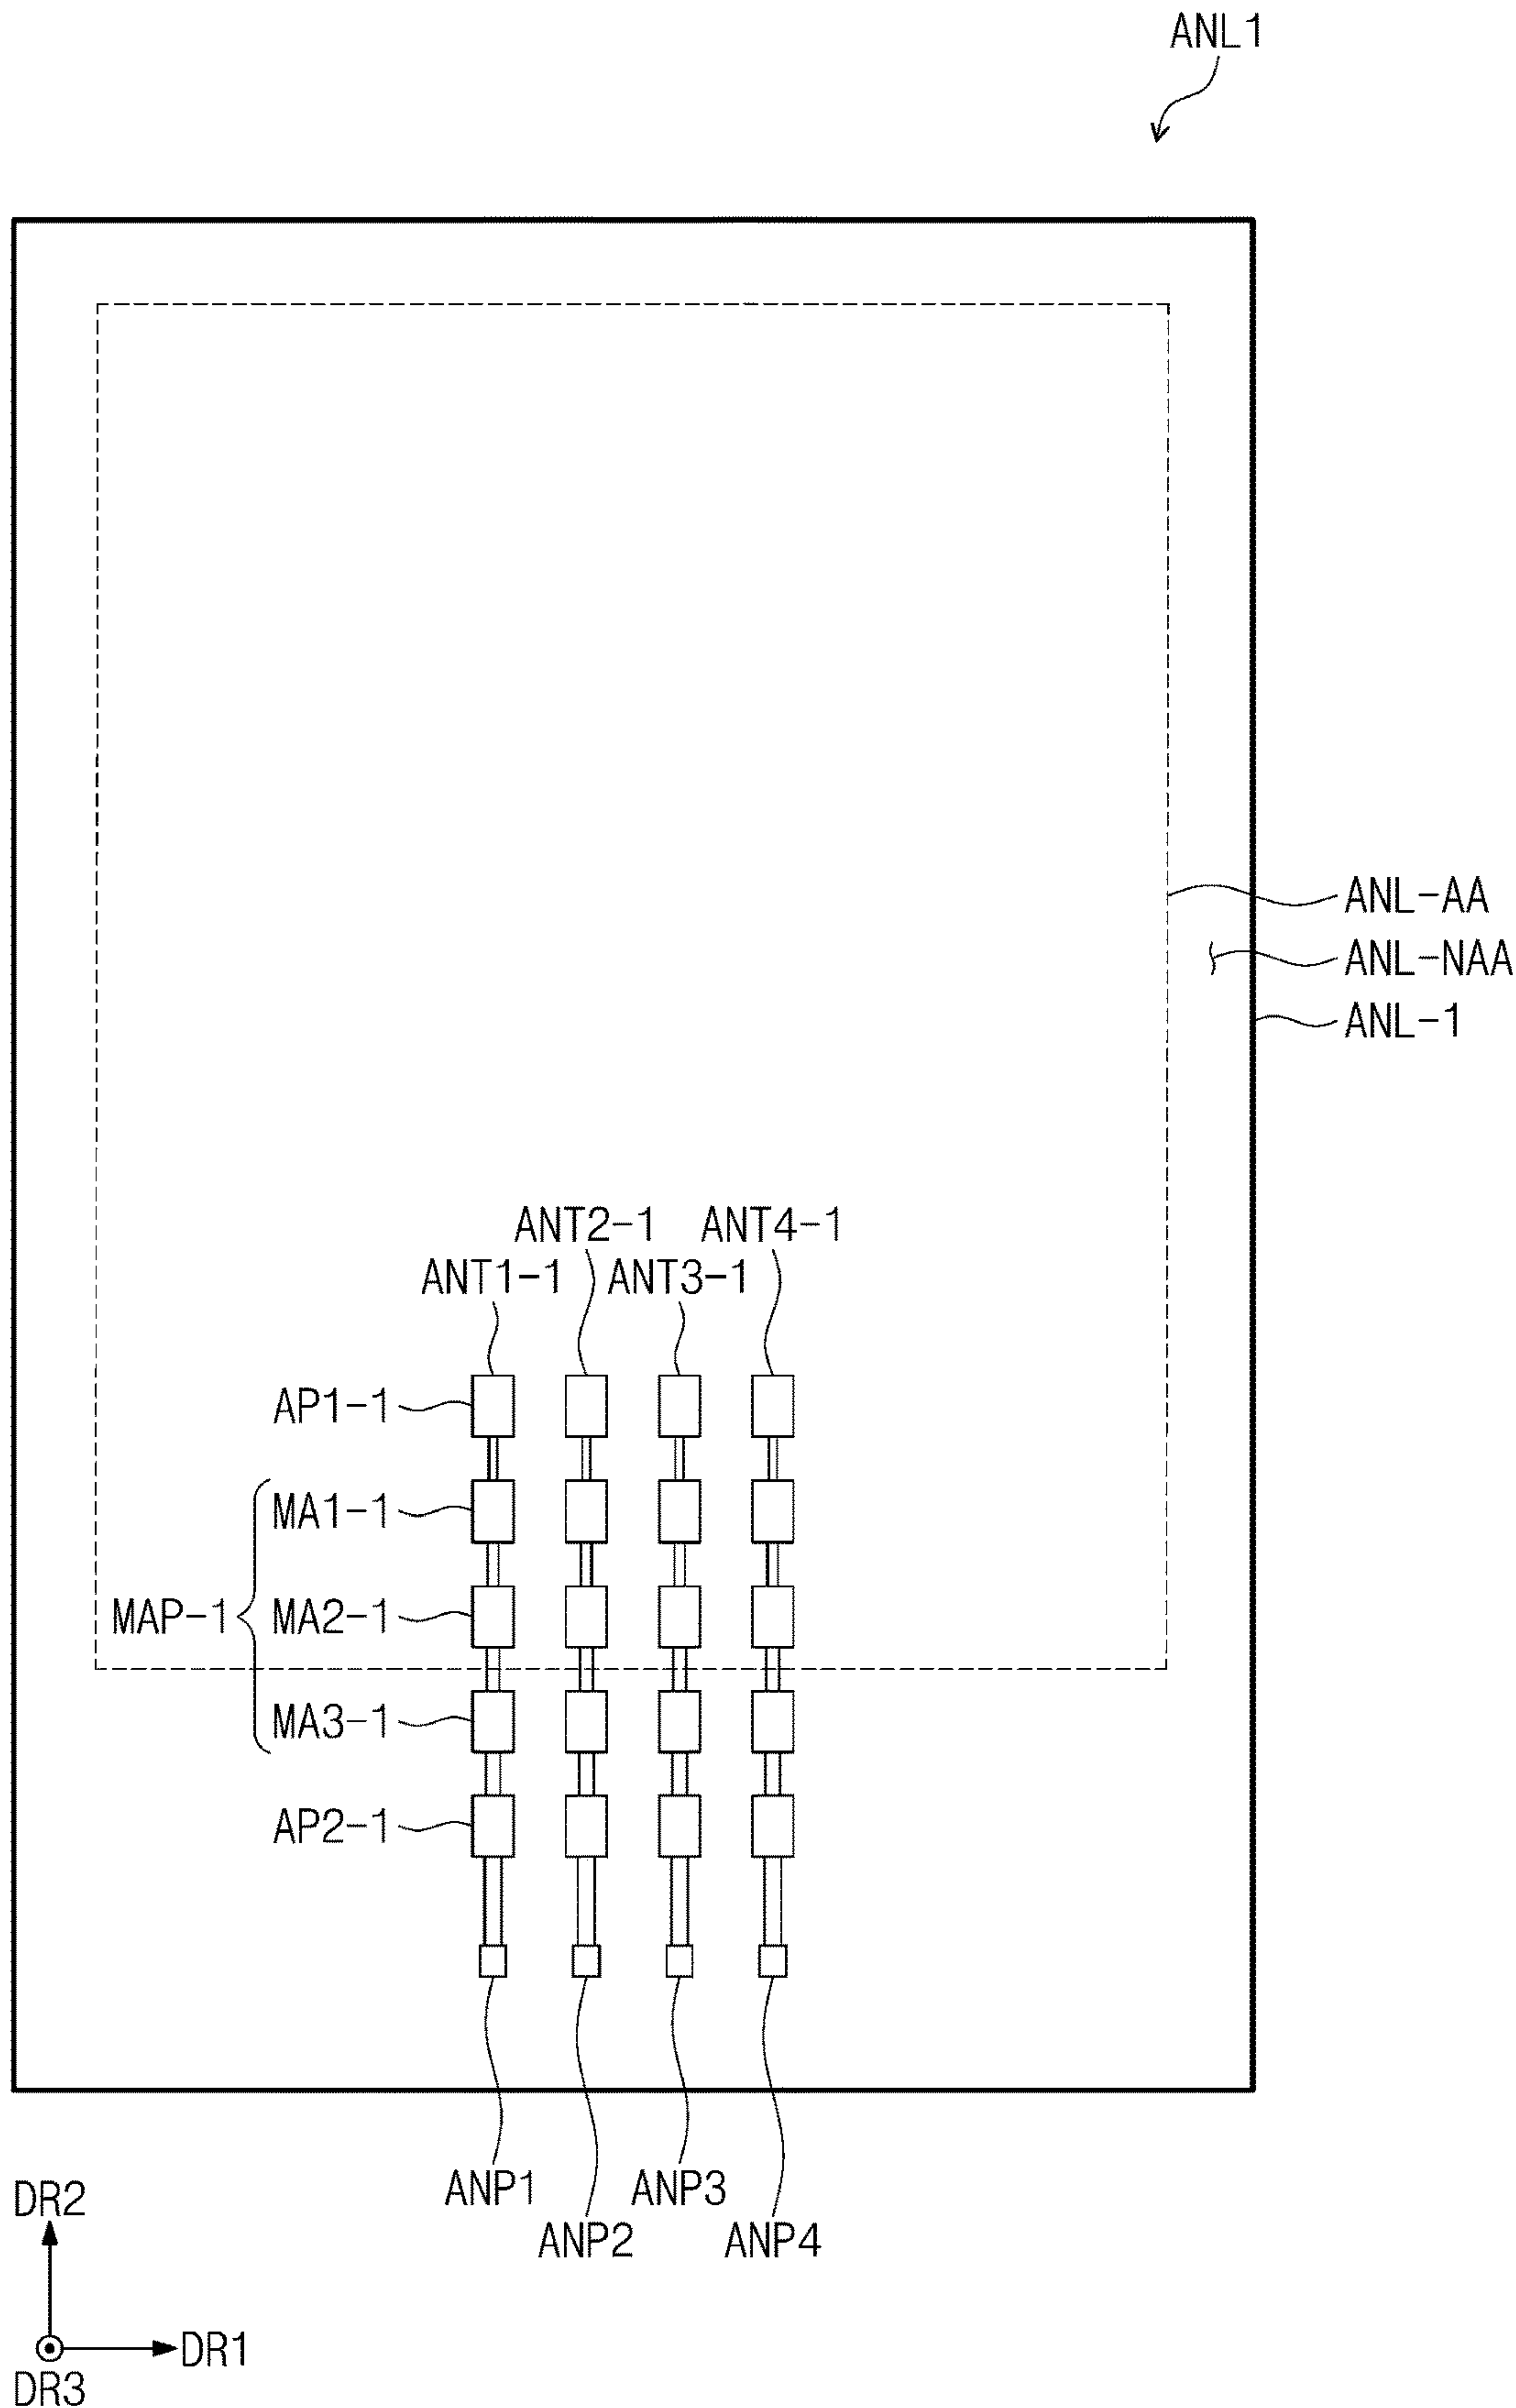 ANL1
ANL-AA
ANL-NAA
ANL-1
ANT2-1 ANT4-1
ANT1-1 ANT3-1
AP1-1
MA1-1
MAP-1 MA2-1
MA3-1
AP2-1
ANP1 ANP3
ANP2 ANP4
DR2
DR1
DR3